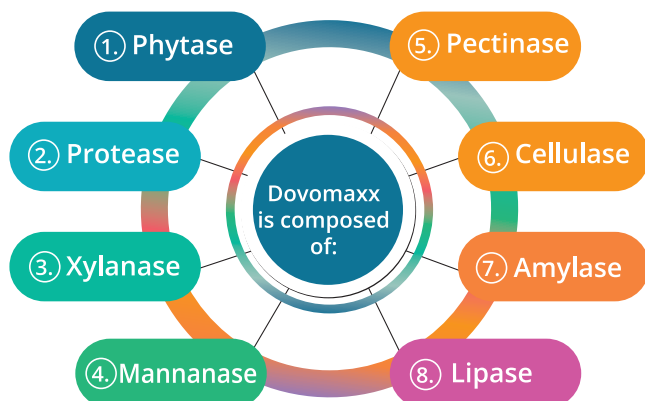 1. Phytase
2. Protease
3. Xylanase
4. Mannanase
Dovomaxx
is composed
of:
5. Pectinase
6. Cellulase
7. Amylase
8. Lipase